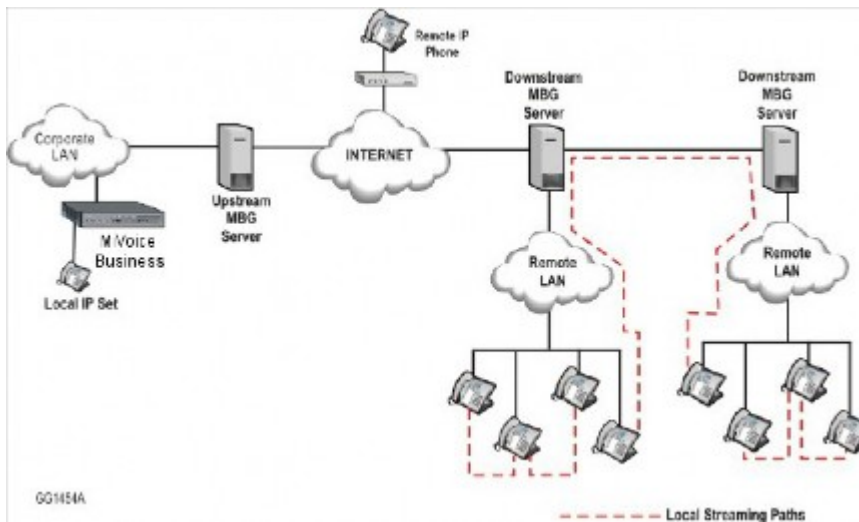 Remote IP
Phone
Downstream
MBG
Server
Downstream
MBG
Server
Corporate
LAN
INTERNET
Upstream
MBG
Server
MiVoice
Business
Local IP Set
Remote
LAN
Remote
LAN
GG1454A
Local Streaming Paths